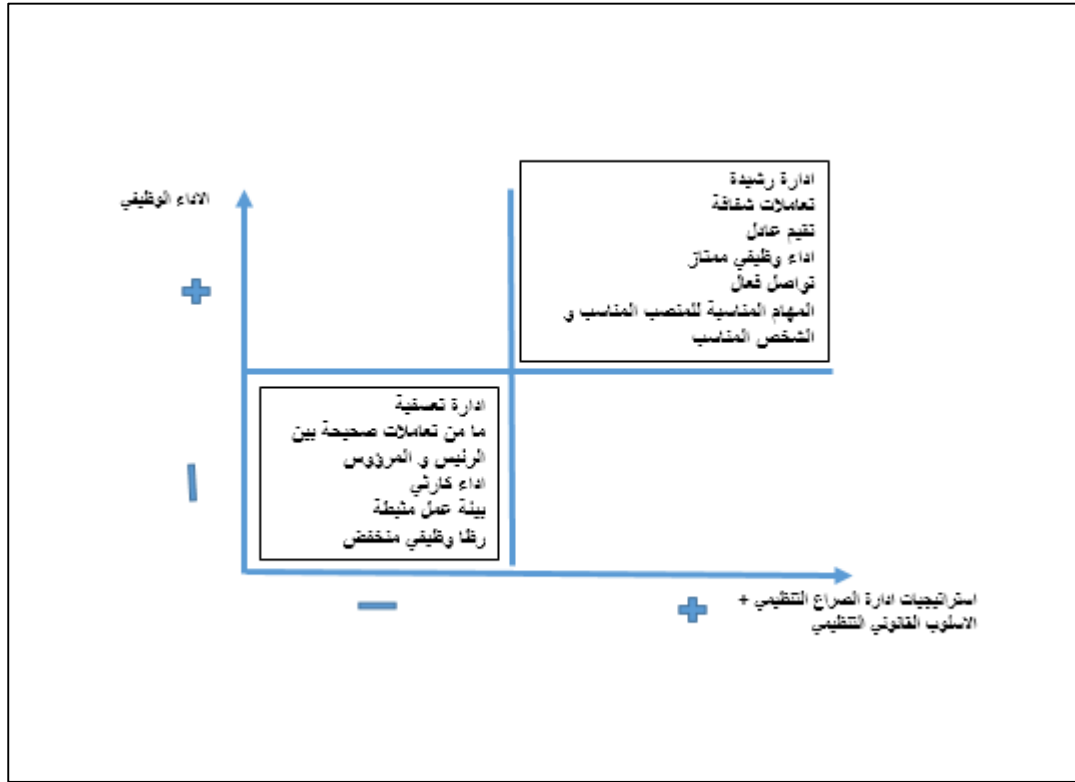 ادارة رشيدة
تعاملات شفافة
تقيم عادل
اداء وظيفي ممتاز
تواصل فعال
المهام المناسبة للمنصب المناسب و
الشخص المناسب
الاداء الوظيفي
ادارة تعسفية
ما من تعاملات صحيحة بين
الرئيس و المرؤوس
اداء كارثي
بيئة عمل مثبطة
رظا وظيفي منخفض
استراتيجيات ادارة الصراع التنظيمي +
الاسلوب القانوني التنظيمي